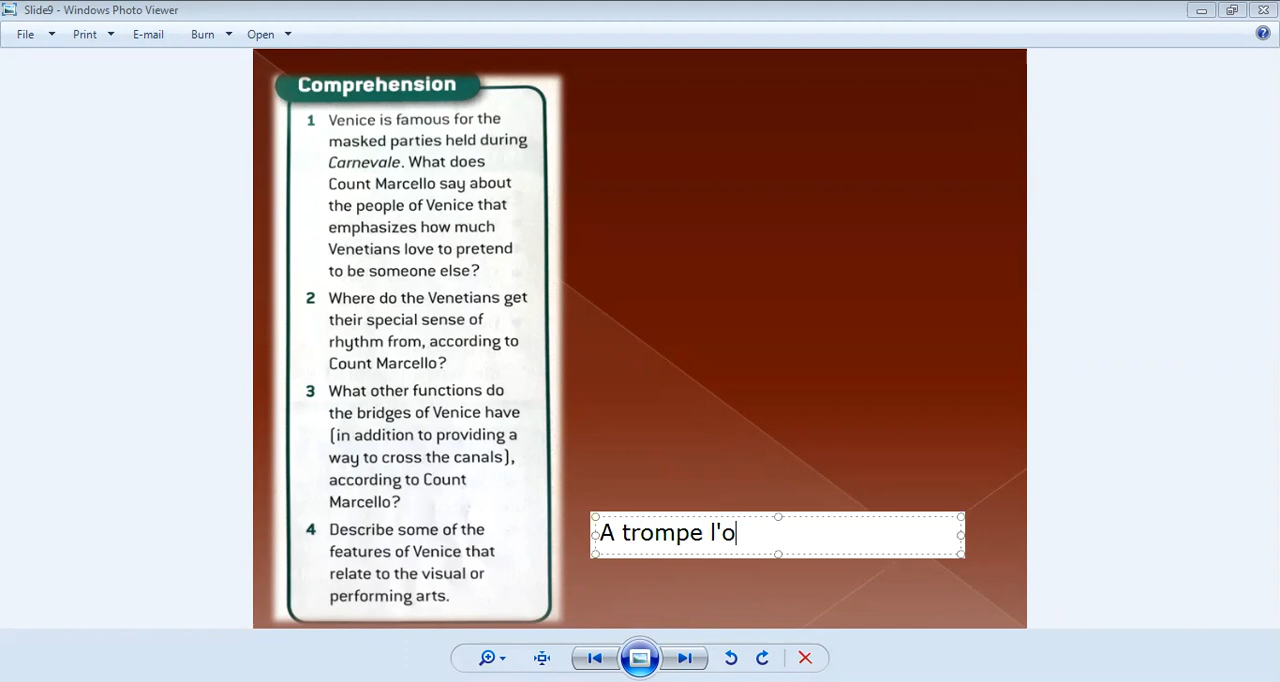 Slide9 - Windows Photo Viewer
File Print E-mail Burn Open
Comprehension
1 Venice is famous for the
masked parties held during
Carnevale. What does
Count Marcello say about
the people of Venice that
emphasizes how much
Venetians love to pretend
to be someone else?
2 Where do the Venetians get
their special sense of
rhythm from, according to
Count Marcello?
3 What other functions do
the bridges of Venice have
(in addition to providing a
way to cross the canals),
according to Count
Marcello?
4 Describe some of the
features of Venice that
relate to the visual or
performing arts.
A trompe l'o